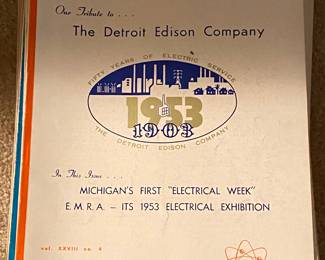 Our Tribute to . . .
The Detroit Edison Company
FIFTY YEARS OF ELECTRIC SERVICE
1953
1903
THE DETROIT EDISON COMPANY
In This Issue . . .
MICHIGAN'S FIRST "ELECTRICAL WEEK"
E. M. R. A. – ITS 1953 ELECTRICAL EXHIBITION
vol. XXVIII no. 4